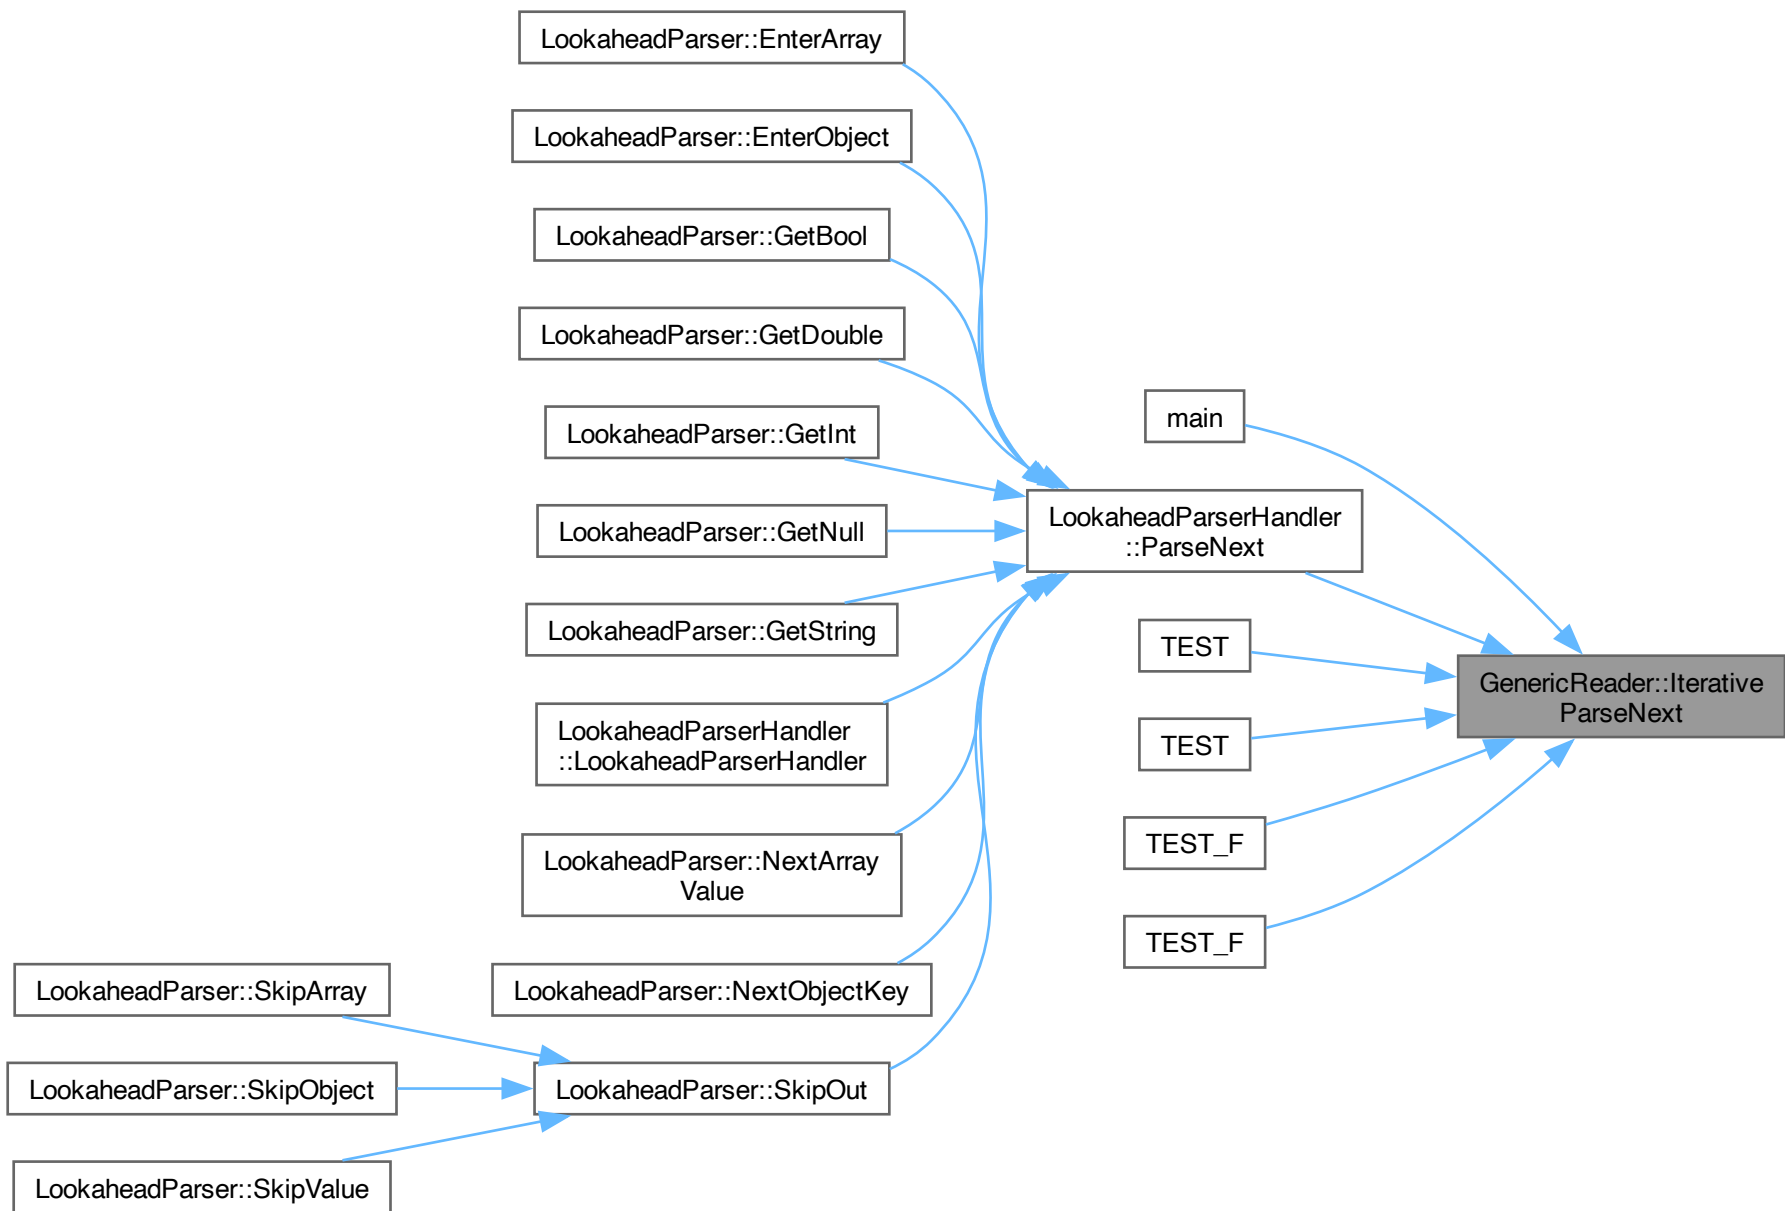 LookaheadParser::EnterArray
LookaheadParser::EnterObject
LookaheadParser::GetBool
LookaheadParser::GetDouble
LookaheadParser::GetInt
LookaheadParser::GetNull
LookaheadParser::GetString
LookaheadParserHandler
::LookaheadParserHandler
LookaheadParser::NextArray
Value
LookaheadParser::NextObjectKey
LookaheadParser::SkipOut
LookaheadParser::SkipArray
LookaheadParser::SkipObject
LookaheadParser::SkipValue
main
LookaheadParserHandler
::ParseNext
TEST
TEST
TEST_F
TEST_F
GenericReader::Iterative
ParseNext